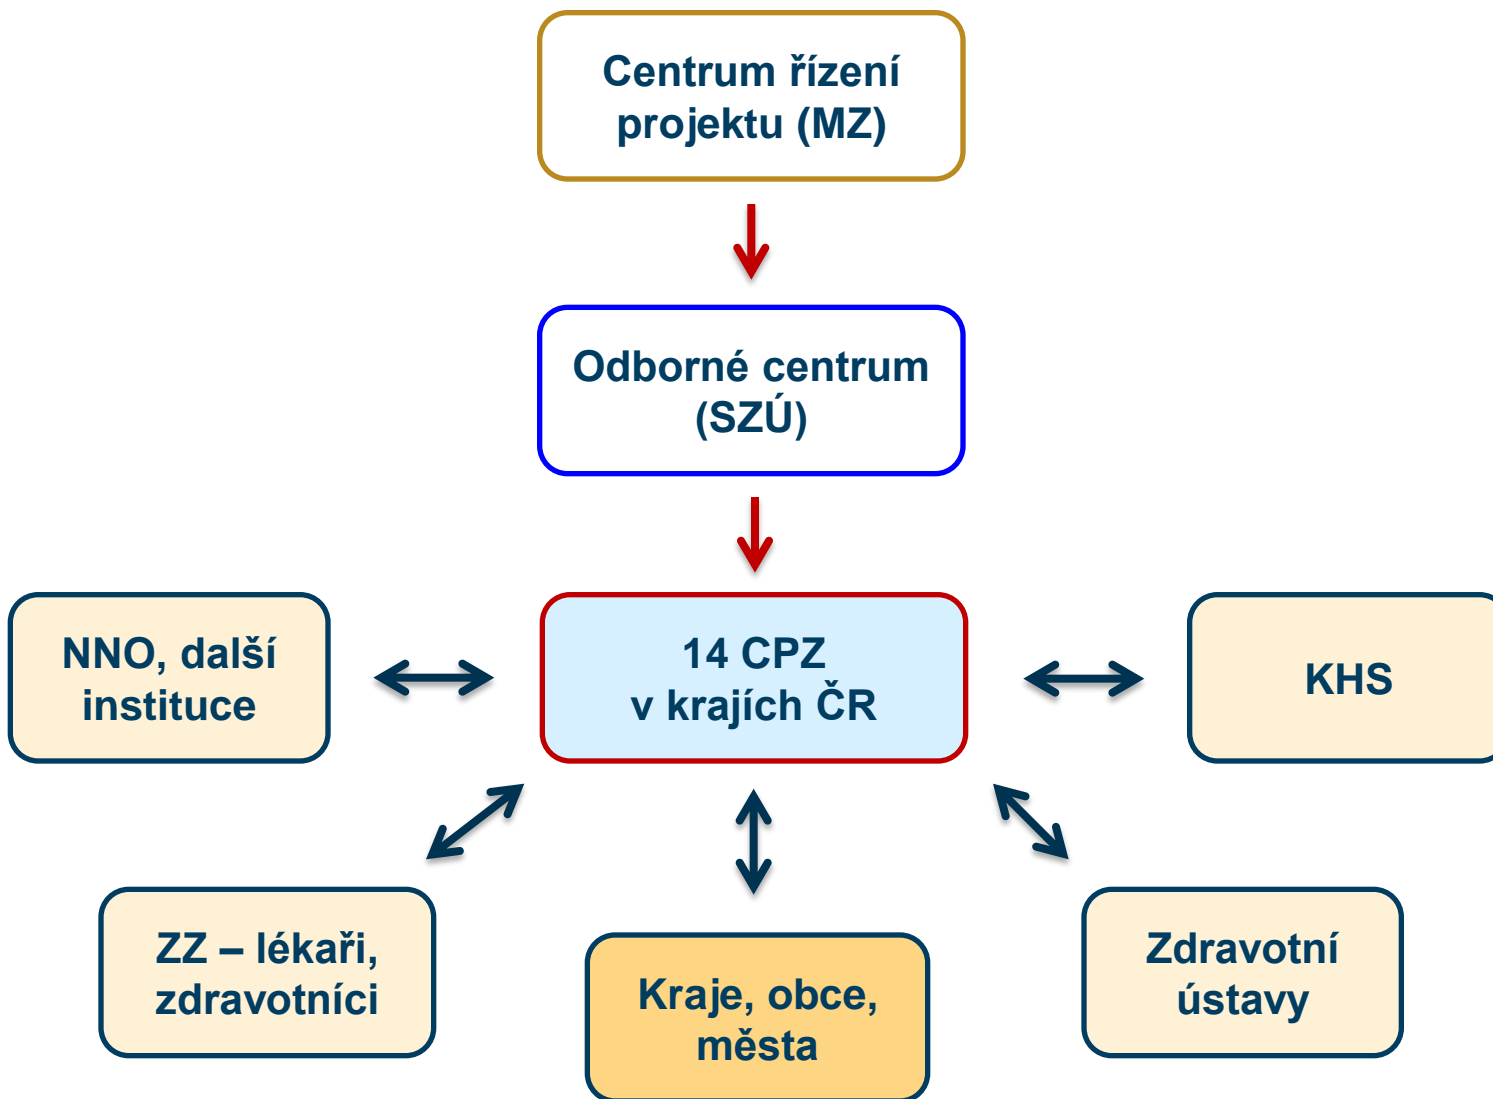 Centrum řízení
projektu (MZ)
Odborné centrum
(SZÚ)
NNO, další
instituce
14 CPZ
v krajích ČR
KHS
ZZ – lékaři,
zdravotníci
Kraje, obce,
města
Zdravotní
ústavy